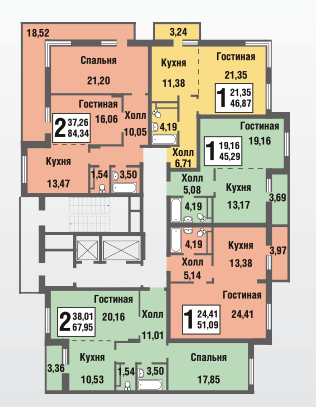 18,52
3,24
Спальня
21,20
Кухня
11,38
Гостиная
21,35
1 21,35
46,87
2 37,26
84,34
Гостиная
16,06
Холл
10,05
4,19
Холл
6,71
1 19,16
45,29
Гостиная
19,16
Кухня
13,47
1,54
3,50
Холл
5,08
4,19
Кухня
13,17
3,69
4,19
Холл
5,14
Кухня
13,38
3,97
2 38,01
67,95
Гостиная
20,16
Холл
11,01
1 24,41
51,09
Гостиная
24,41
3,36
Кухня
10,53
1,54
3,50
Спальня
17,85